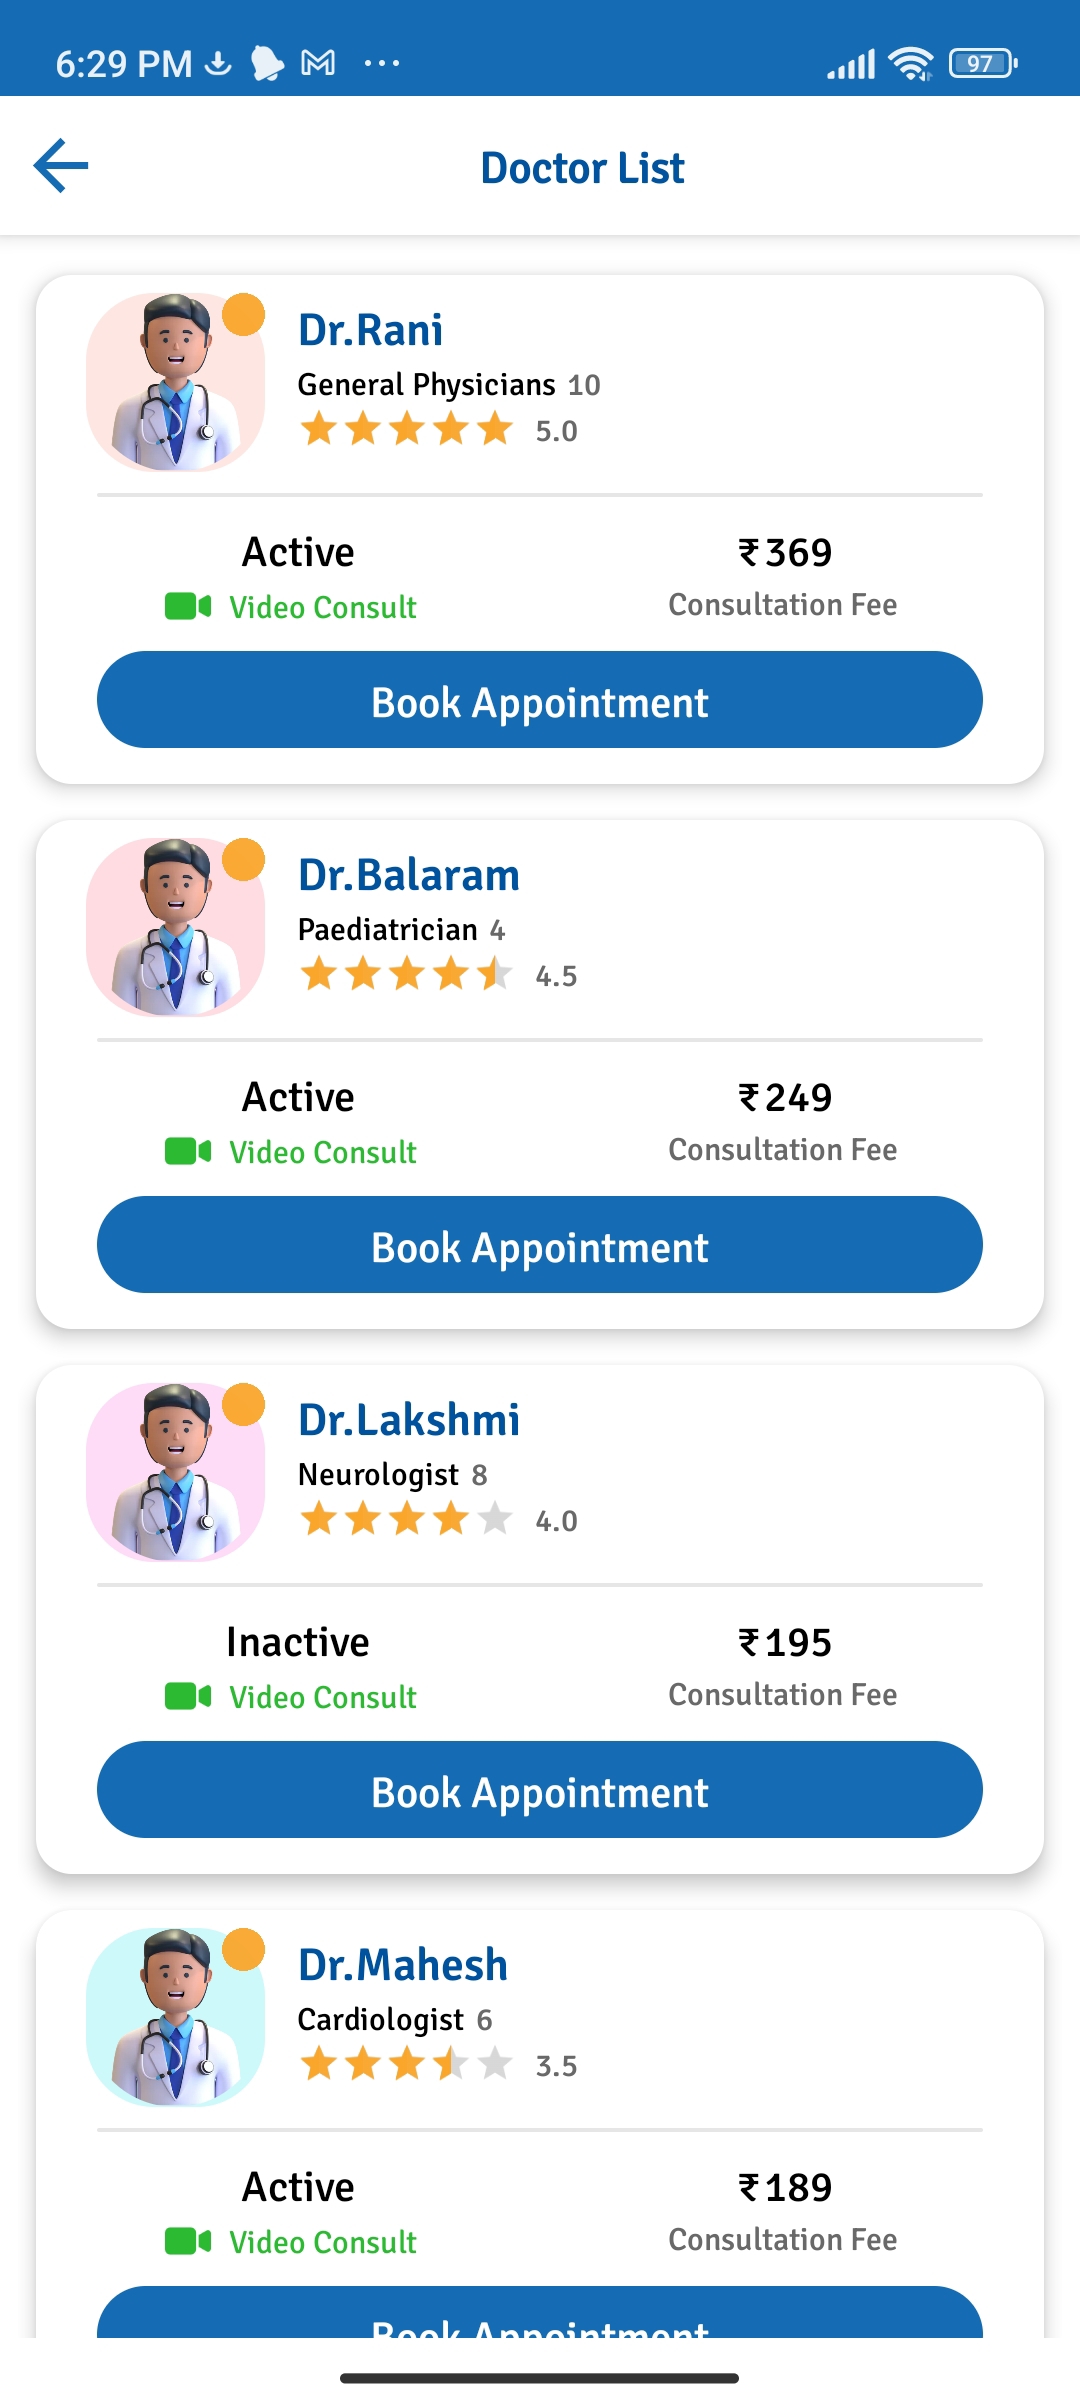 6:29 PM ... 97
Doctor List
Dr.Rani
General Physicians 10
5.0
Active ₹369
Video Consult Consultation Fee
Book Appointment
Dr.Balaram
Paediatrician 4
4.5
Active ₹249
Video Consult Consultation Fee
Book Appointment
Dr.Lakshmi
Neurologist 8
4.0
Inactive ₹195
Video Consult Consultation Fee
Book Appointment
Dr.Mahesh
Cardiologist 6
3.5
Active ₹189
Video Consult Consultation Fee
Book Appointment